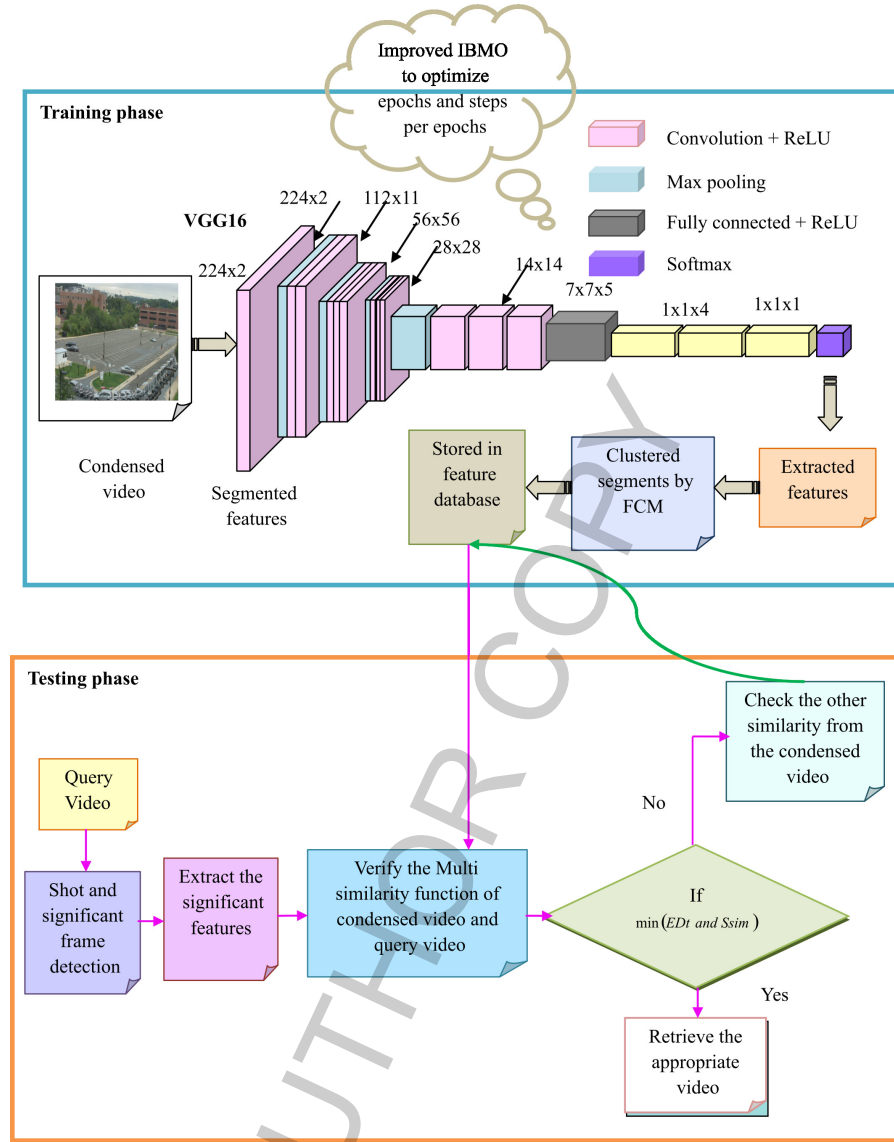 Improved IBMO
to optimize
epochs and steps
per epochs
Training phase
Convolution + ReLU
Max pooling
Fully connected + ReLU
Softmax
VGG16
224x2
224x2
112x11
56x56
28x28
14x14
7x7x5
1x1x4
1x1x1
Condensed
video
Segmented
features
Stored in
feature
database
Clustered
segments by
FCM
Extracted
features
Testing phase
Check the other
similarity from
the condensed
video
Query
Video
No
Shot and
significant
frame
detection
Extract the
significant
features
Verify the Multi
similarity function of
condensed video and
query video
If
min(EDt and Ssim)
Yes
Retrieve the
appropriate
video
UTHOR COPY